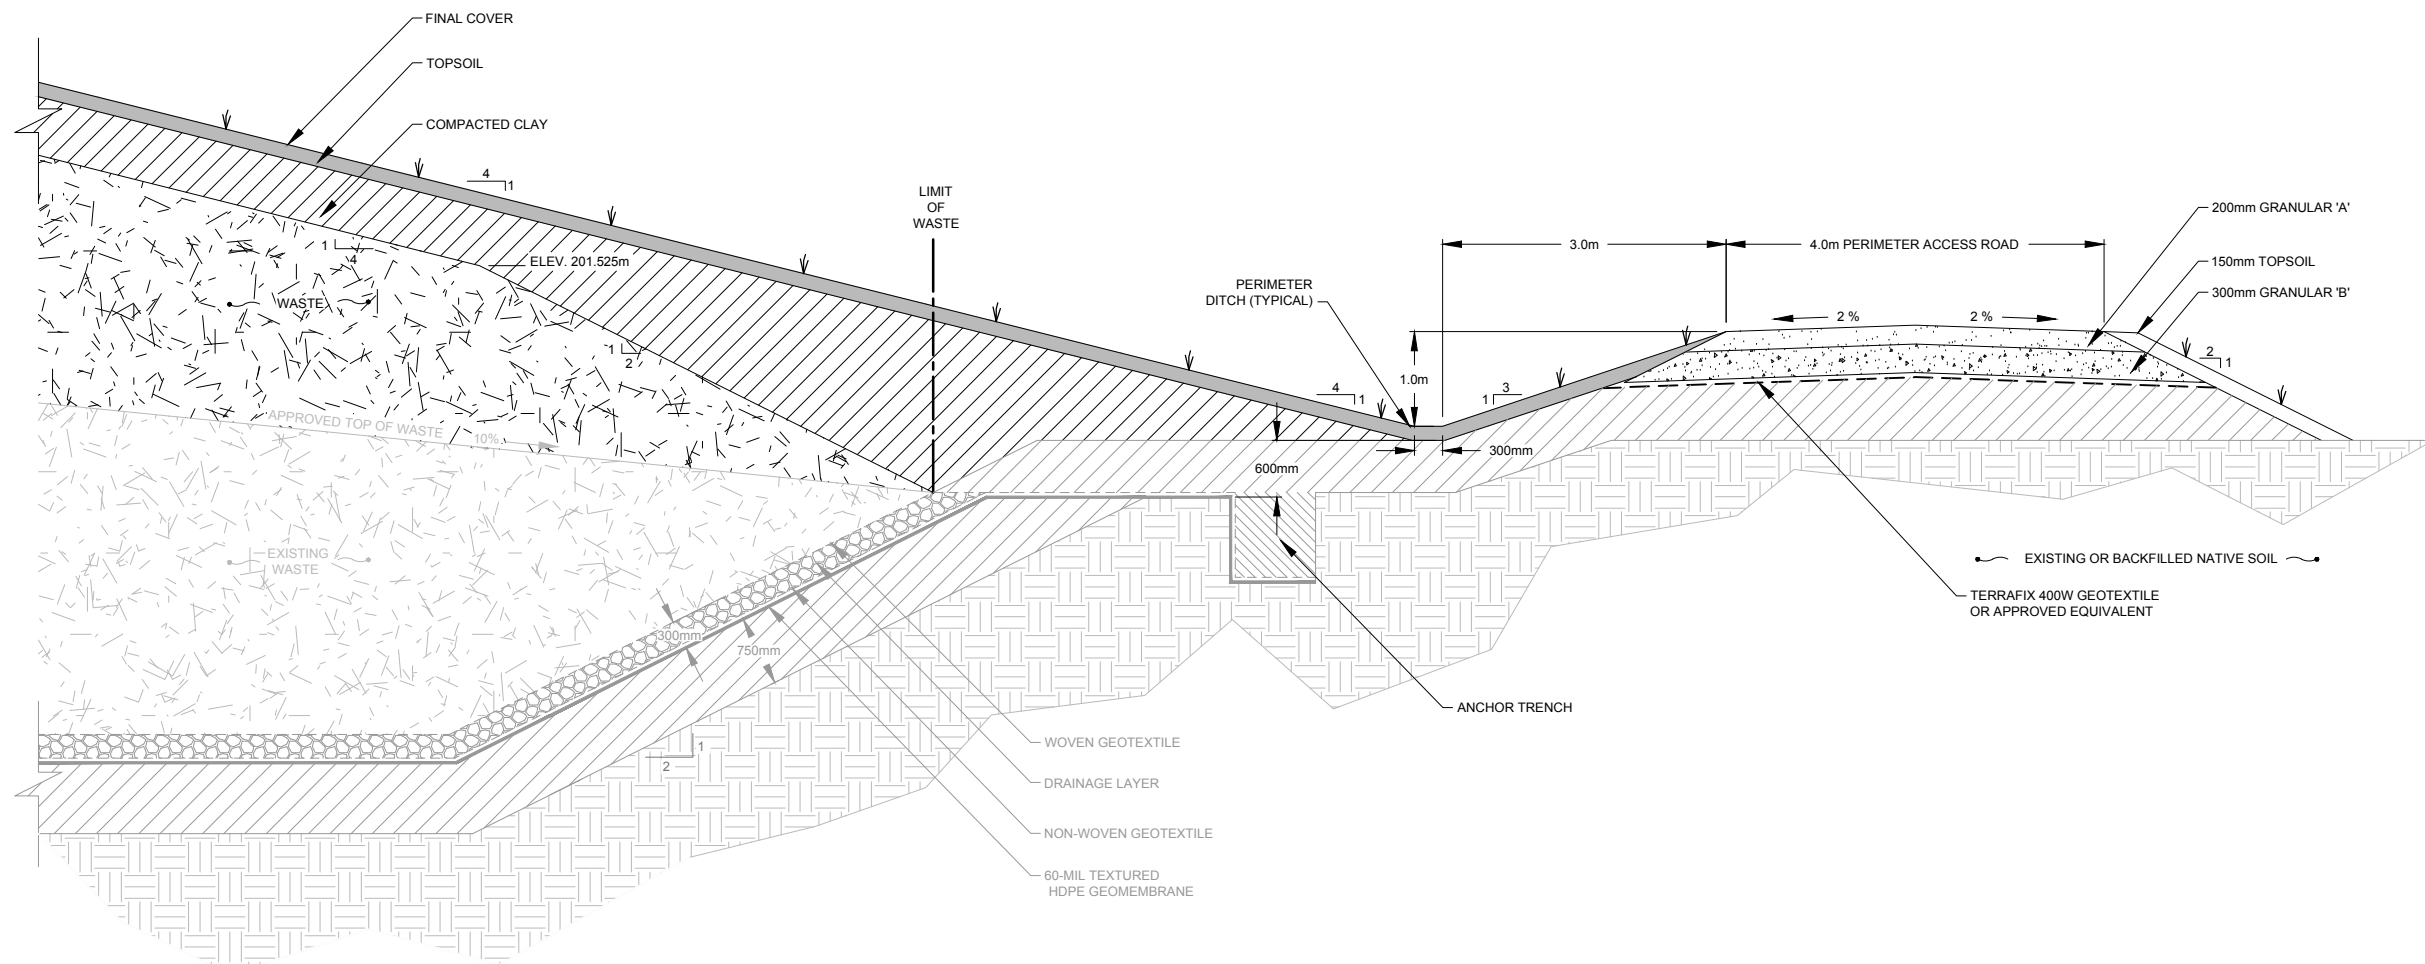 FINAL COVER
TOPSOIL
COMPACTED CLAY
4
1
LIMIT
OF
WASTE
200mm GRANULAR 'A'
3.0m
4.0m PERIMETER ACCESS ROAD
1
4
ELEV. 201.525m
150mm TOPSOIL
PERIMETER
DITCH (TYPICAL)
300mm GRANULAR 'B'
WASTE
2 %
2 %
1
2
2
1
1.0m
4
1
3
1
APPROVED TOP OF WASTE
10%
300mm
600mm
EXISTING
WASTE
EXISTING OR BACKFILLED NATIVE SOIL
TERRAFIX 400W GEOTEXTILE
OR APPROVED EQUIVALENT
300mm
750mm
ANCHOR TRENCH
1
2
WOVEN GEOTEXTILE
DRAINAGE LAYER
NON-WOVEN GEOTEXTILE
60-MIL TEXTURED
HDPE GEOMEMBRANE